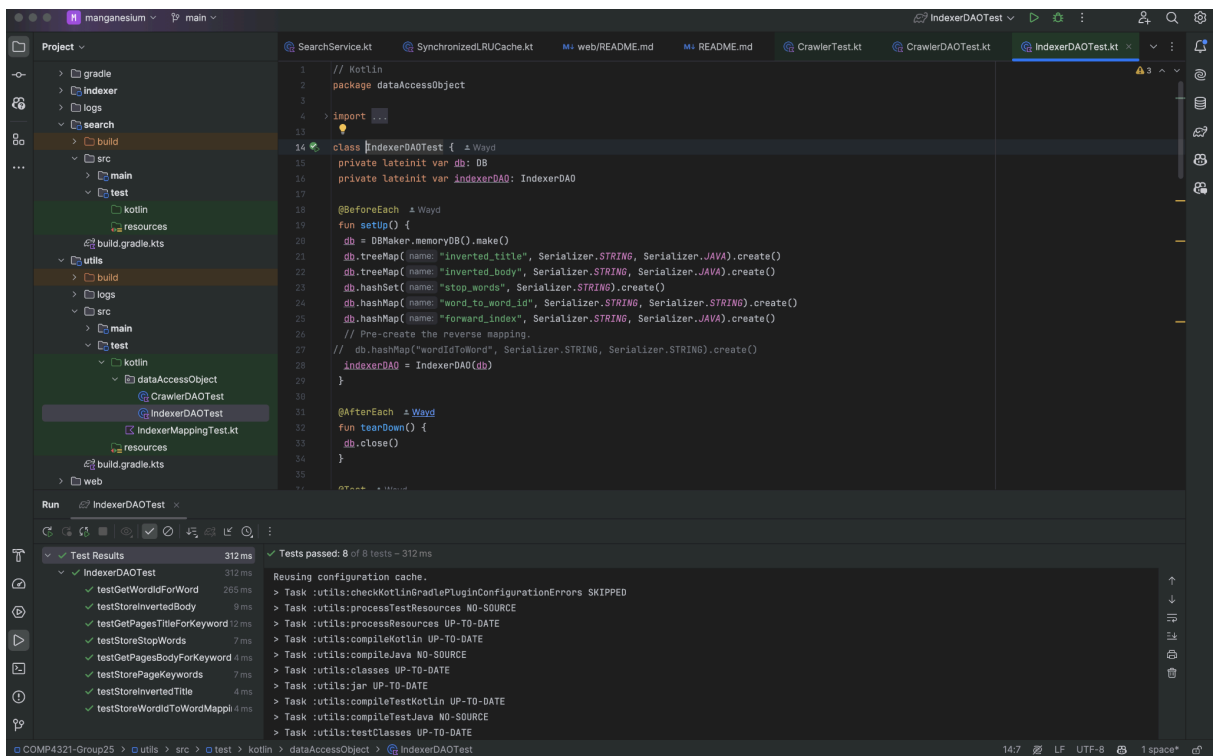 M manganesium main IndexerDAOTest
Project
SearchService.kt SynchronizedLRUCache.kt M↓ web/README.md M↓ README.md CrawlerTest.kt CrawlerDAOTest.kt IndexerDAOTest.kt
gradle
indexer
logs
search
build
src
main
test
kotlin
resources
build.gradle.kts
utils
build
logs
src
main
test
kotlin
dataAccessObject
CrawlerDAOTest
IndexerDAOTest
IndexerMappingTest.kt
resources
build.gradle.kts
web
3
1 // Kotlin
2 package dataAccessObject
3
4 import ...
13
14 class IndexerDAOTest { Wayd
15 private lateinit var db: DB
16 private lateinit var indexerDAO: IndexerDAO
17
18 @BeforeEach Wayd
19 fun setUp() {
20 db = DBMaker.memoryDB().make()
21 db.treeMap( name: "inverted_title", Serializer.STRING, Serializer.JAVA).create()
22 db.treeMap( name: "inverted_body", Serializer.STRING, Serializer.JAVA).create()
23 db.hashSet( name: "stop_words", Serializer.STRING).create()
24 db.hashMap( name: "word_to_word_id", Serializer.STRING, Serializer.STRING).create()
25 db.hashMap( name: "forward_index", Serializer.STRING, Serializer.JAVA).create()
26 // Pre-create the reverse mapping.
27 // db.hashMap("wordIdToWord", Serializer.STRING, Serializer.STRING).create()
28 indexerDAO = IndexerDAO(db)
29 }
30
31 @AfterEach Wayd
32 fun tearDown() {
33 db.close()
34 }
35
@Test Wayd
Run IndexerDAOTest
Test Results 312 ms
IndexerDAOTest 312 ms
testGetWordIdForWord 265 ms
testStoreInvertedBody 9 ms
testGetPagesTitleForKeyword 12 ms
testStoreStopWords 7 ms
testGetPagesBodyForKeyword 4 ms
testStorePageKeywords 7 ms
testStoreInvertedTitle 4 ms
testStoreWordIdToWordMappi 4 ms
Tests passed: 8 of 8 tests – 312 ms
Reusing configuration cache.
> Task :utils:checkKotlinGradlePluginConfigurationErrors SKIPPED
> Task :utils:processTestResources NO-SOURCE
> Task :utils:processResources UP-TO-DATE
> Task :utils:compileKotlin UP-TO-DATE
> Task :utils:compileJava NO-SOURCE
> Task :utils:classes UP-TO-DATE
> Task :utils:jar UP-TO-DATE
> Task :utils:compileTestKotlin UP-TO-DATE
> Task :utils:compileTestJava NO-SOURCE
> Task :utils:testClasses UP-TO-DATE
COMP4321-Group25 > utils > src > test > kotlin > dataAccessObject > IndexerDAOTest 14:7 LF UTF-8 1 space*